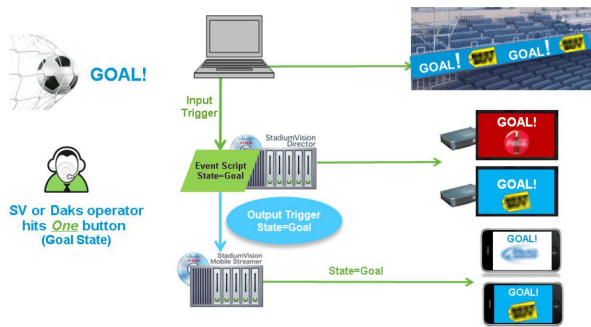 GOAL!
GOAL! GOAL!
Input
Trigger
StadiumVision
Director
Event Script
State=Goal
GOAL!
GOAL!
SV or Daks operator
hits One button
(Goal State)
Output Trigger
State=Goal
StadiumVision
Mobile Streamer
State=Goal
GOAL!
GOAL!